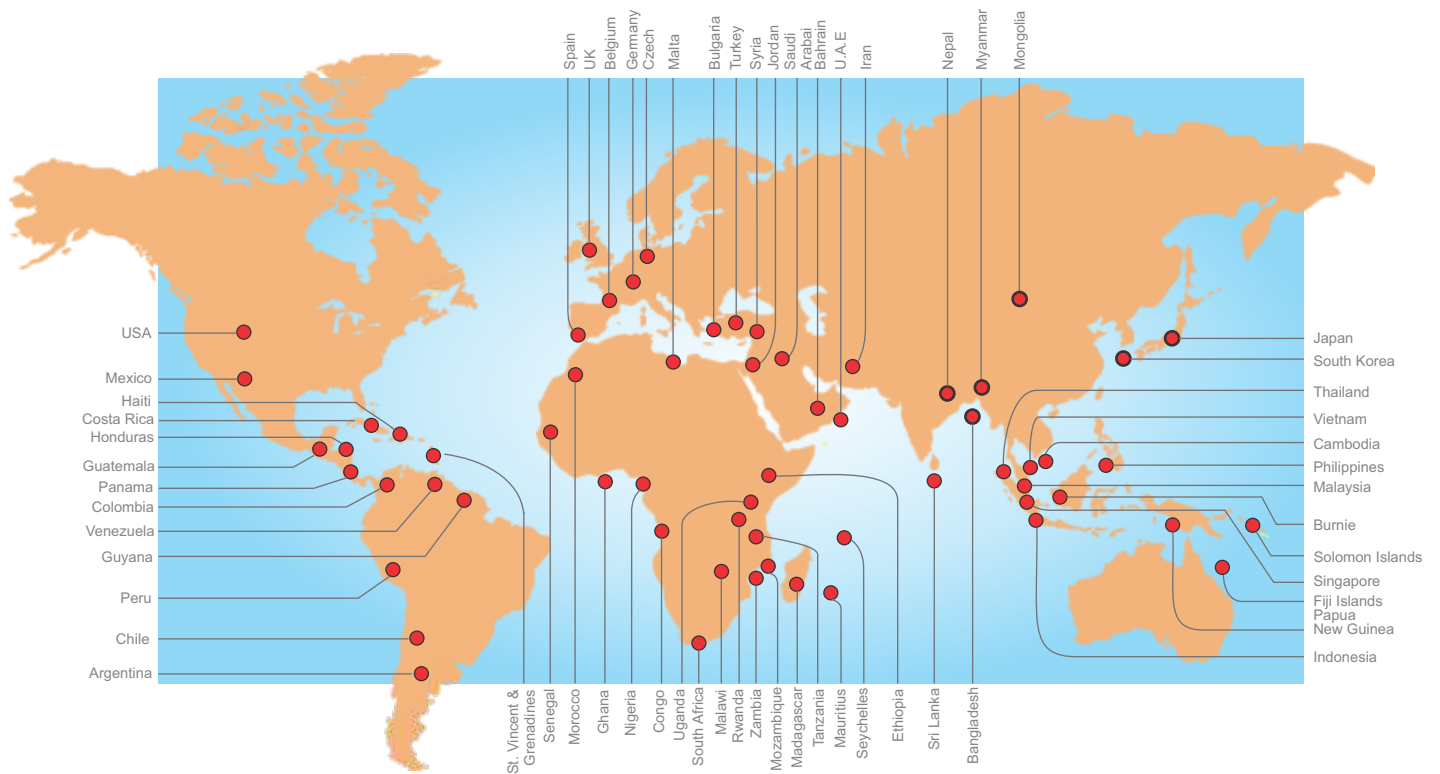 Spain
UK
Belgium
Germany
Czech
Malta
Bulgaria
Turkey
Syria
Jordan
Saudi
Arabai
Bahrain
U.A.E
Iran
Nepal
Myanmar
Mongolia
USA
Mexico
Haiti
Costa Rica
Honduras
Guatemala
Panama
Colombia
Venezuela
Guyana
Peru
Chile
Argentina
Japan
South Korea
Thailand
Vietnam
Cambodia
Philippines
Malaysia
Burnie
Solomon Islands
Singapore
Fiji Islands
Papua
New Guinea
Indonesia
St. Vincent &
Grenadines
Senegal
Morocco
Ghana
Nigeria
Congo
Uganda
South Africa
Malawi
Rwanda
Zambia
Mozambique
Madagascar
Tanzania
Mauritius
Seychelles
Ethiopia
Sri Lanka
Bangladesh